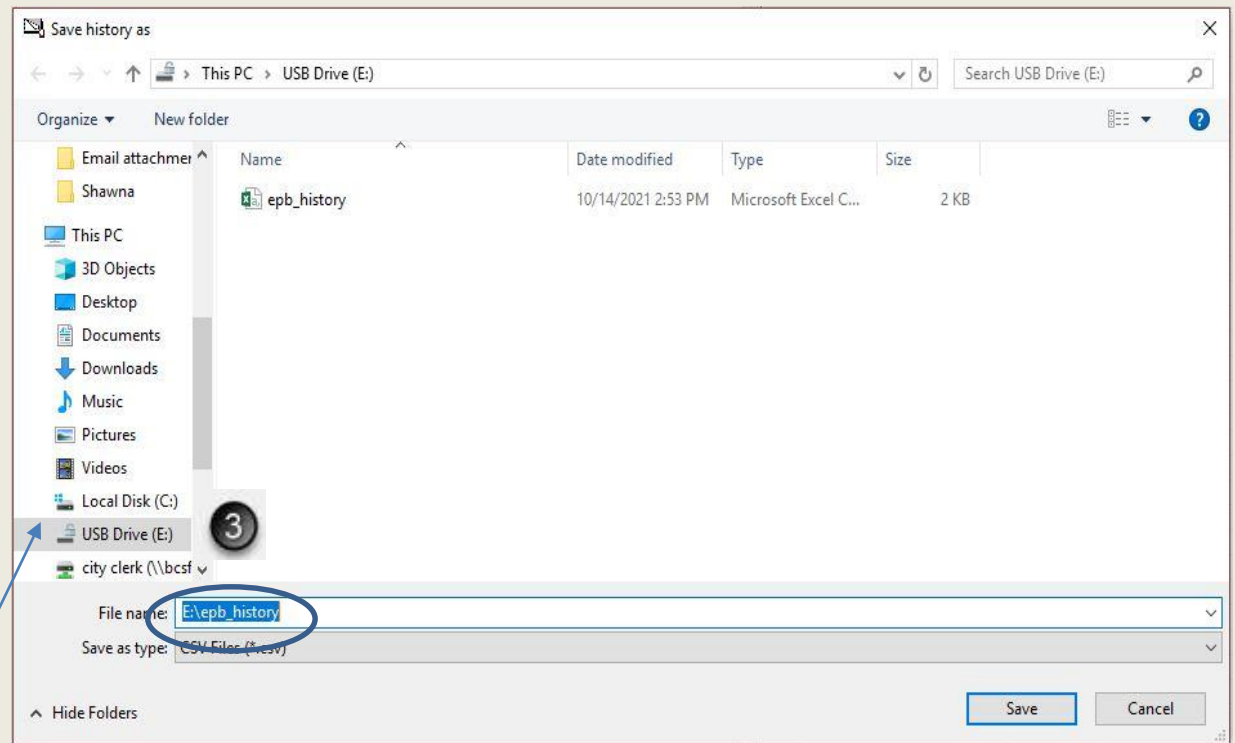 Save history as
This PC > USB Drive (E:)
Search USB Drive (E:)
Organize
New folder
Email attachmer
Shawna
This PC
3D Objects
Desktop
Documents
Downloads
Music
Pictures
Videos
Local Disk (C:)
USB Drive (E:)
city clerk (\\bcsf
Name
Date modified
Type
Size
epb_history
10/14/2021 2:53 PM
Microsoft Excel C...
2 KB
3
File name: E:\epb_history
Save as type: CSV Files (*.csv)
Hide Folders
Save
Cancel